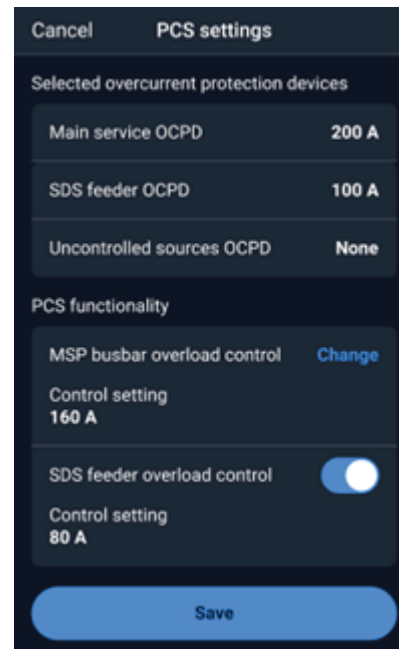 Cancel PCS settings
Selected overcurrent protection devices
Main service OCPD 200 A
SDS feeder OCPD 100 A
Uncontrolled sources OCPD None
PCS functionality
MSP busbar overload control Change
Control setting
160 A
SDS feeder overload control
Control setting
80 A
Save